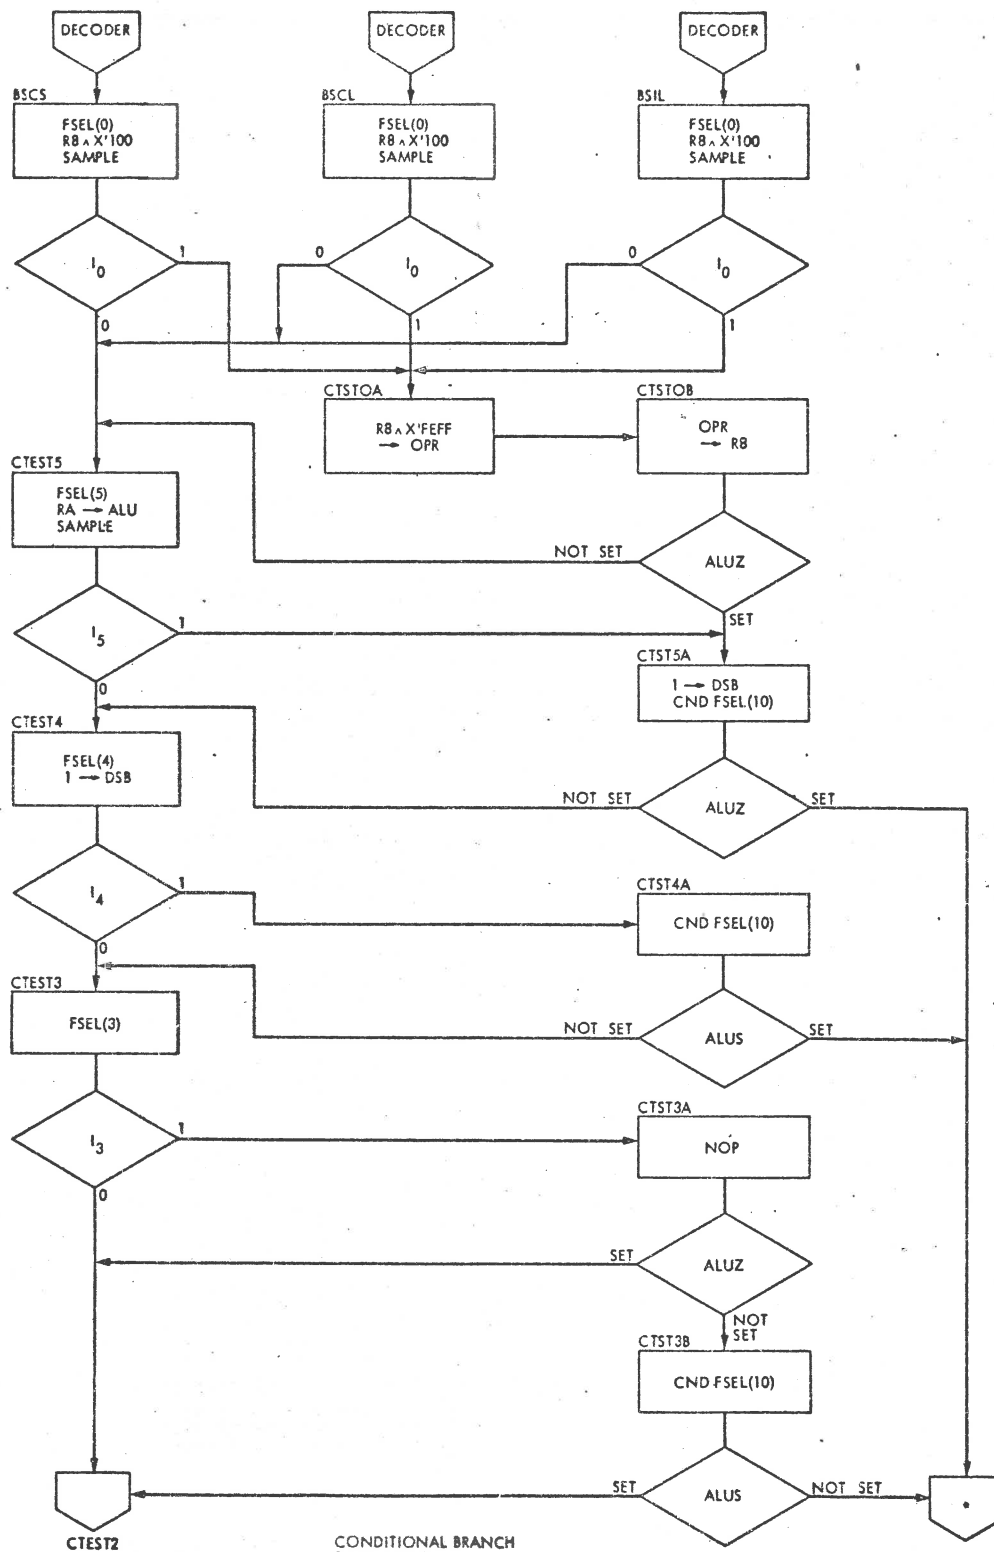 DECODER
DECODER
DECODER
BSCS
BSCL
BSIL
FSEL(0)
R8 ∧ X'100
SAMPLE
FSEL(0)
R8 ∧ X'100
SAMPLE
FSEL(0)
R8 ∧ X'100
SAMPLE
I0
1
0
I0
0
1
I0
0
1
CTSTOA
R8 ∧ X'FEFF
→ OPR
CTSTOB
OPR
→ R8
CTEST5
FSEL(5)
RA → ALU
SAMPLE
NOT SET
ALUZ
SET
I5
1
0
CTST5A
1 → DSB
CND FSEL(10)
CTEST4
FSEL(4)
1 → DSB
NOT SET
ALUZ
SET
I4
1
0
CTST4A
CND FSEL(10)
CTEST3
FSEL(3)
NOT SET
ALUS
SET
I3
1
0
CTST3A
NOP
SET
ALUZ
NOT
SET
CTST3B
CND FSEL(10)
SET
ALUS
NOT SET
*
CTEST2
CONDITIONAL BRANCH